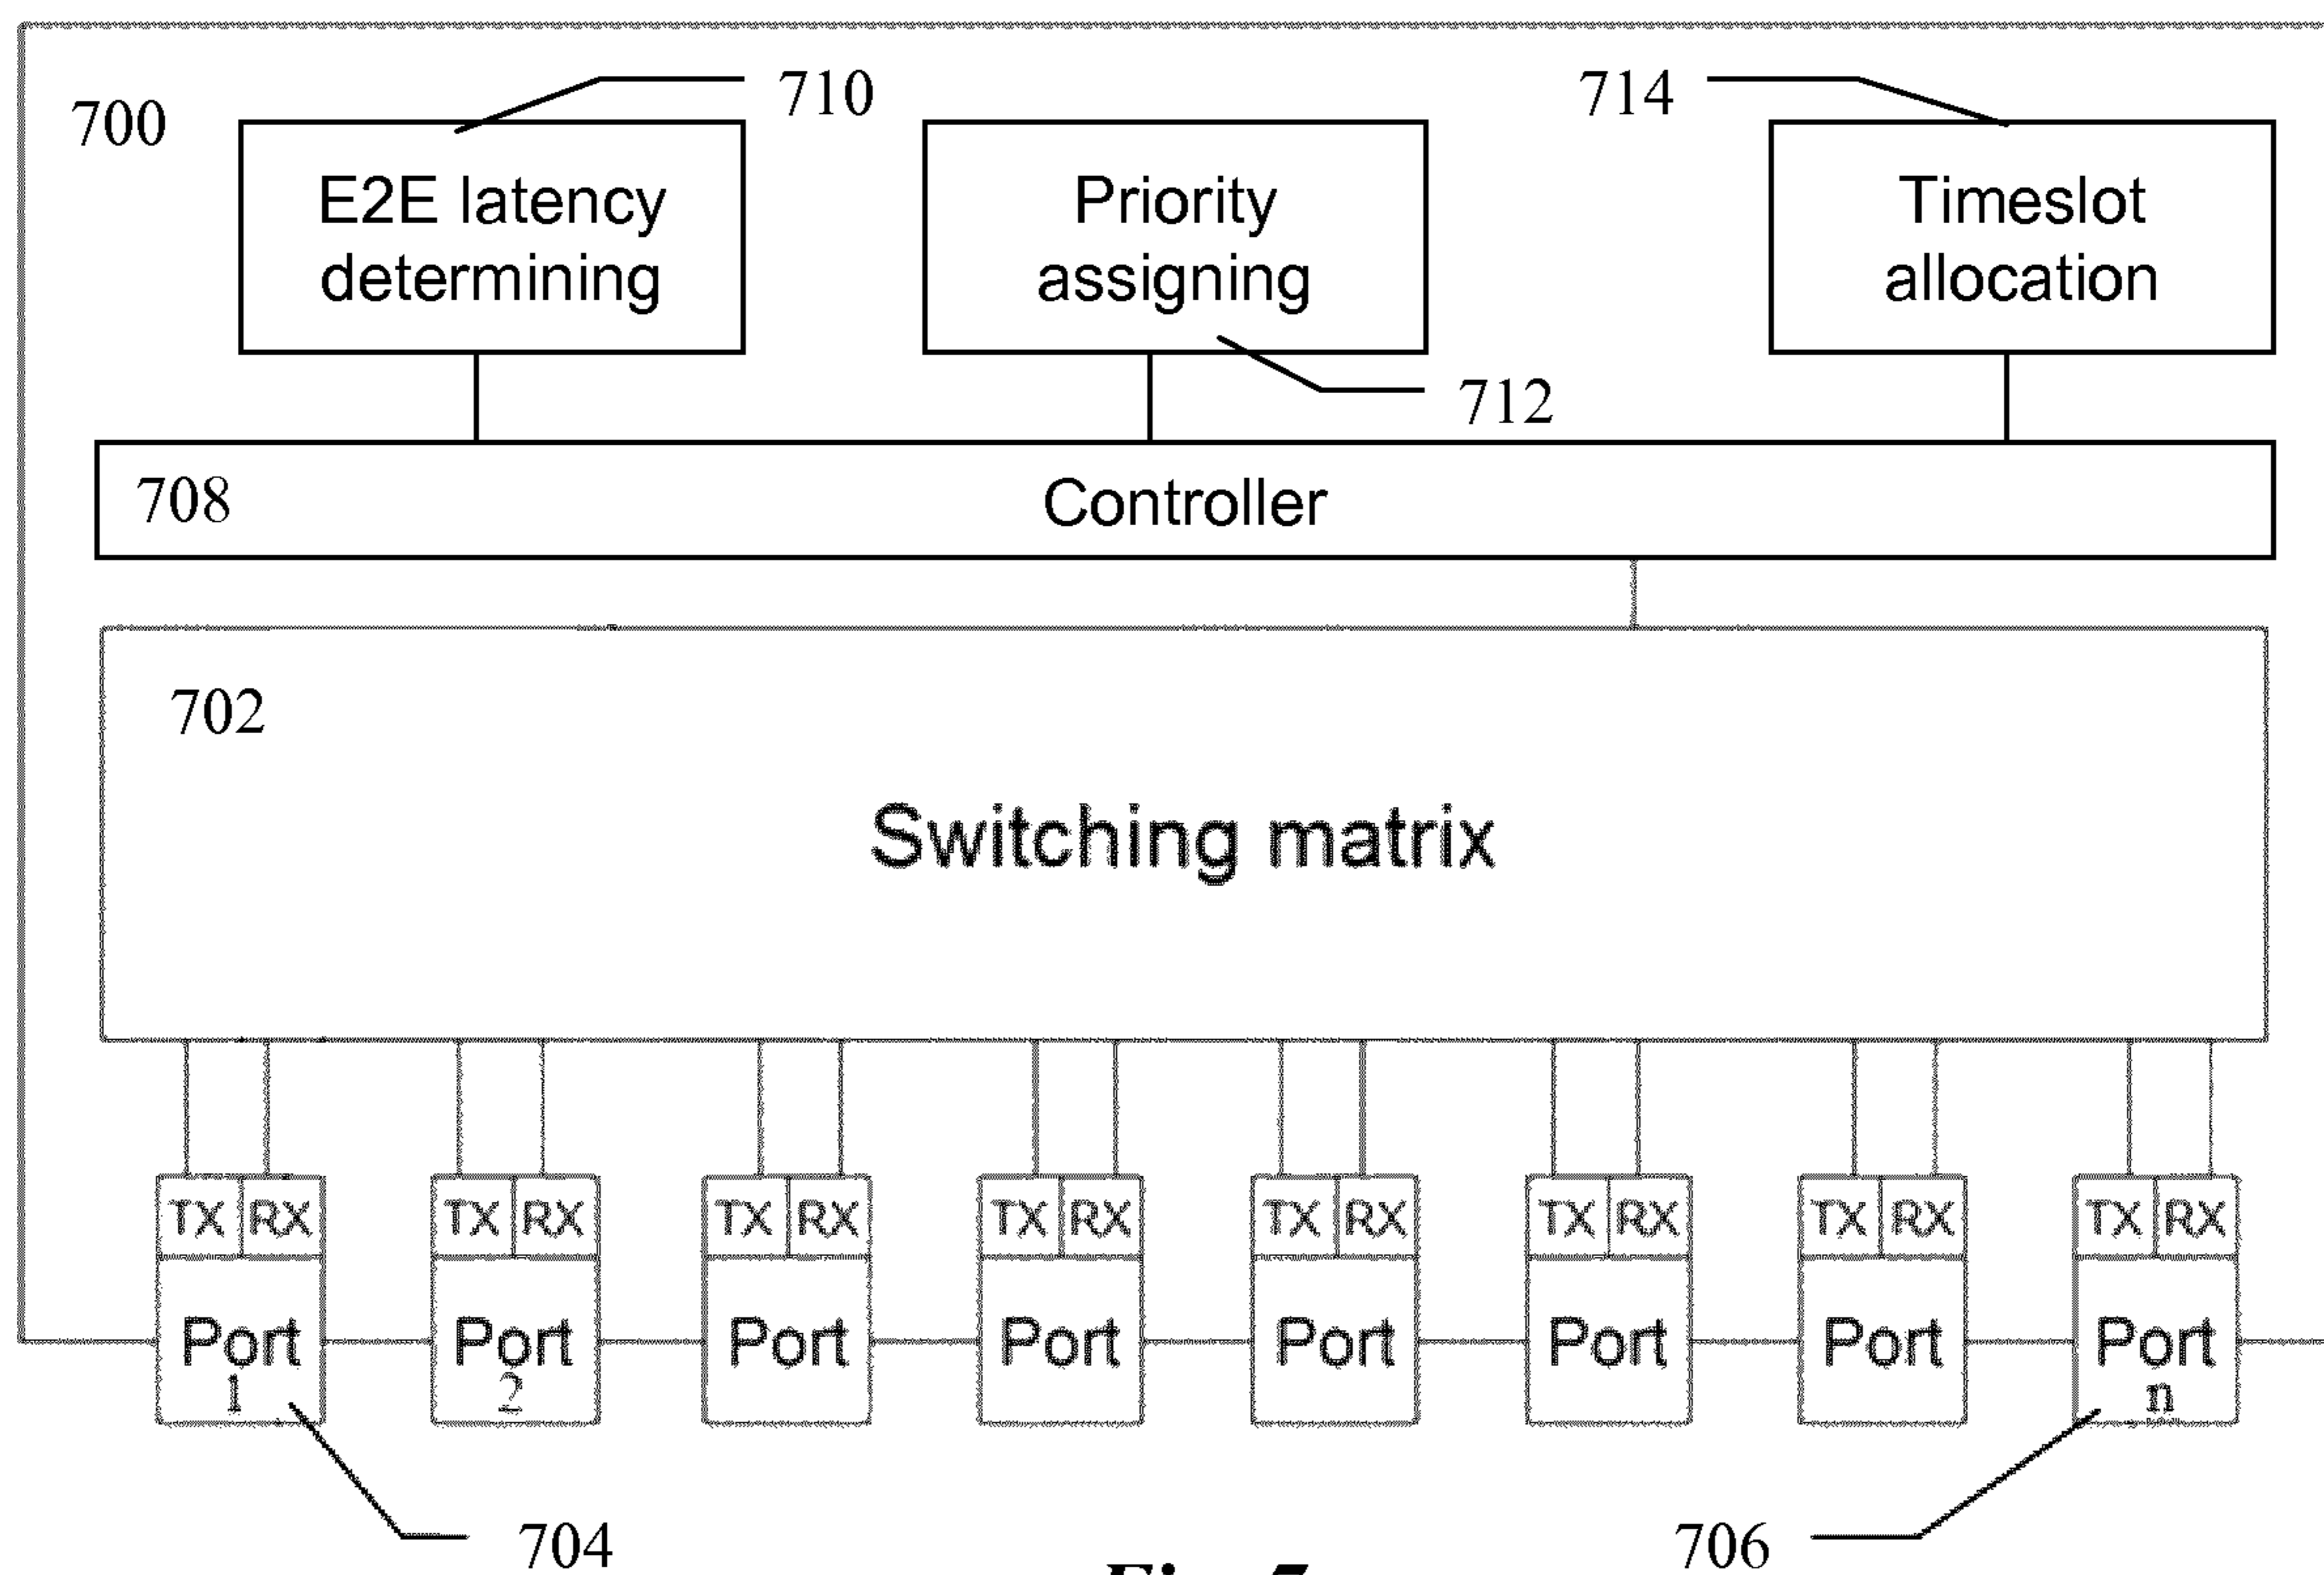 710
714
700
E2E latency
determining
Priority
assigning
Timeslot
allocation
712
708
Controller
702
Switching matrix
TX RX TX RX TX RX TX RX TX RX TX RX TX RX TX RX
Port Port Port Port Port Port Port Port
1 2 n
704
706